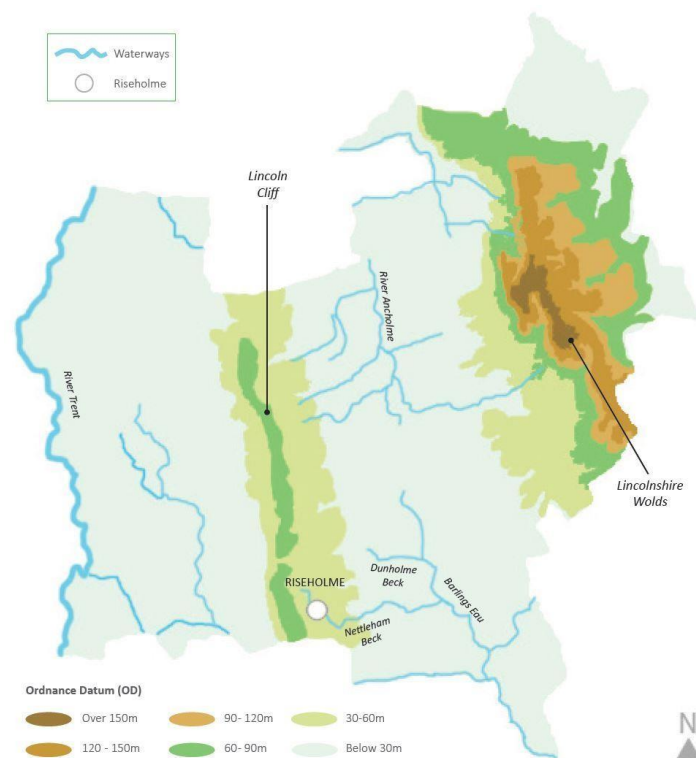 Waterways
Riseholme
Lincoln
Cliff
River Ancholme
River Trent
Lincolnshire
Wolds
RISEHOLME
Dunholme
Beck
Barlings Eau
Nettleham
Beck
Ordnance Datum (OD)
Over 150m
90- 120m
30-60m
120 - 150m
60- 90m
Below 30m
N